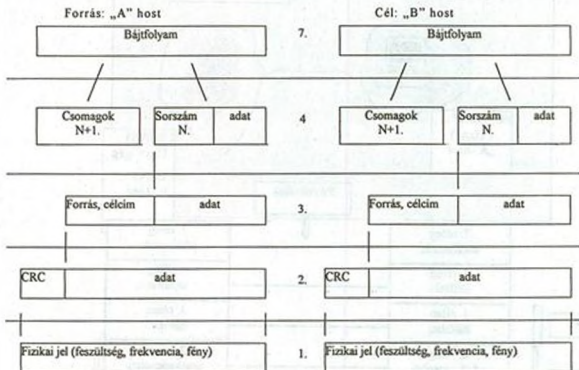 Forrás: „A” host
Cél: „B” host
Bájtfolyam
7.
Bájtfolyam
Csomagok
N+1.
Sorszám
N.
adat
4
Csomagok
N+1.
Sorszám
N.
adat
Forrás, célcím
adat
3.
Forrás, célcím
adat
CRC
adat
2.
CRC
adat
Fizikai jel (feszültség, frekvencia, fény)
1.
Fizikai jel (feszültség, frekvencia, fény)